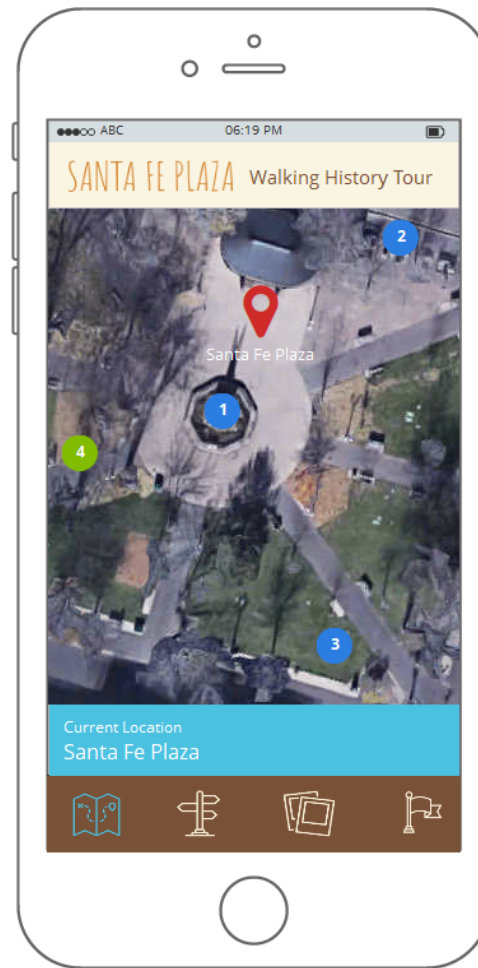 ABC 06:19 PM
SANTA FE PLAZA Walking History Tour
2
Santa Fe Plaza
1
4
3
Current Location
Santa Fe Plaza